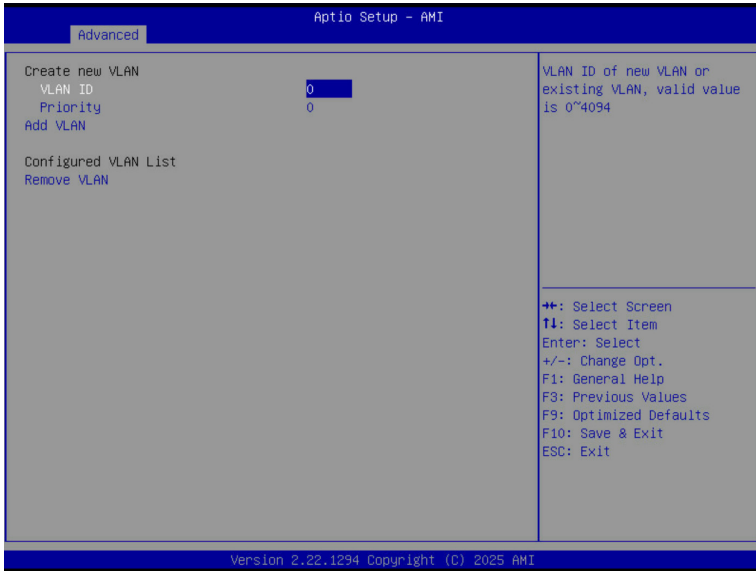 Aptio Setup - AMI
Advanced
Create new VLAN
VLAN ID 0
Priority 0
Add VLAN
Configured VLAN List
Remove VLAN
VLAN ID of new VLAN or
existing VLAN, valid value
is 0~4094
→←: Select Screen
↑↓: Select Item
Enter: Select
+/-: Change Opt.
F1: General Help
F3: Previous Values
F9: Optimized Defaults
F10: Save & Exit
ESC: Exit
Version 2.22.1294 Copyright (C) 2025 AMI